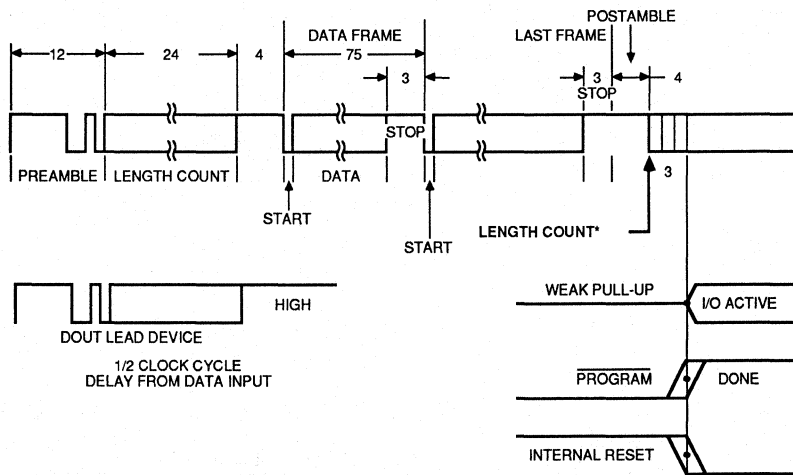 POSTAMBLE
DATA FRAME
LAST FRAME
12
24
4
75
3
3
4
STOP
STOP
PREAMBLE
LENGTH COUNT
DATA
3
START
START
LENGTH COUNT*
WEAK PULL-UP
I/O ACTIVE
HIGH
DOUT LEAD DEVICE
1/2 CLOCK CYCLE
DELAY FROM DATA INPUT
PROGRAM
DONE
INTERNAL RESET